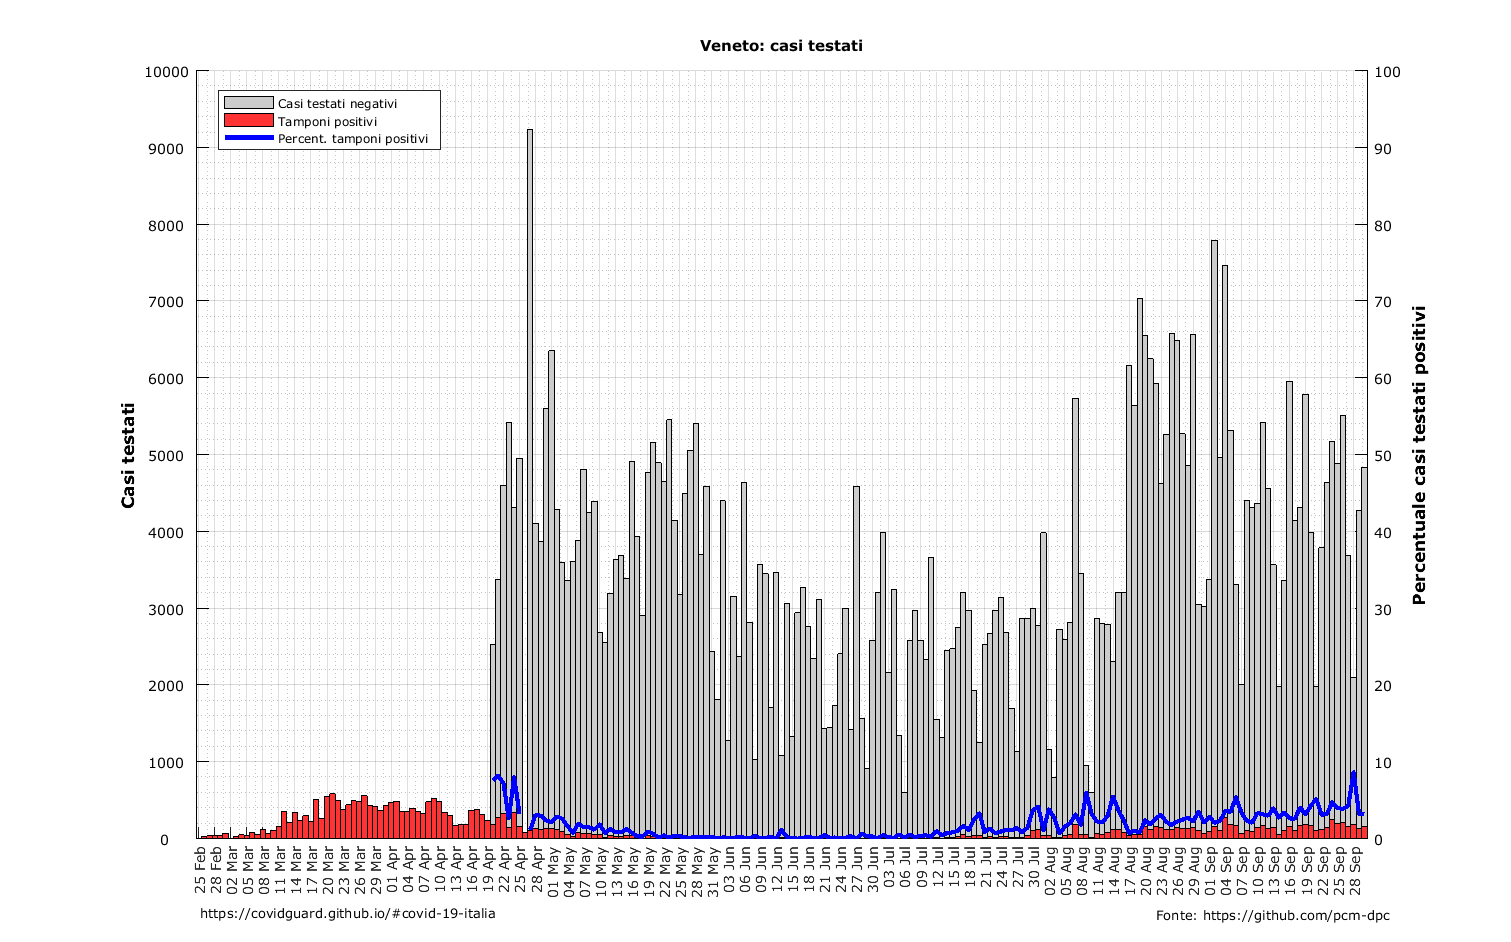 Veneto: casi testati
10000
9000
8000
7000
6000
5000
4000
3000
2000
1000
0
Casi testati
Casi testati negativi
Tamponi positivi
Percent. tamponi positivi
100
90
80
70
60
50
40
30
20
10
0
Percentuale casi testati positivi
25 Feb
28 Feb
02 Mar
05 Mar
08 Mar
11 Mar
14 Mar
17 Mar
20 Mar
23 Mar
26 Mar
29 Mar
01 Apr
04 Apr
07 Apr
10 Apr
13 Apr
16 Apr
19 Apr
22 Apr
25 Apr
28 Apr
01 May
04 May
07 May
10 May
13 May
16 May
19 May
22 May
25 May
28 May
31 May
03 Jun
06 Jun
09 Jun
12 Jun
15 Jun
18 Jun
21 Jun
24 Jun
27 Jun
30 Jun
03 Jul
06 Jul
09 Jul
12 Jul
15 Jul
18 Jul
21 Jul
24 Jul
27 Jul
30 Jul
02 Aug
05 Aug
08 Aug
11 Aug
14 Aug
17 Aug
20 Aug
23 Aug
26 Aug
29 Aug
01 Sep
04 Sep
07 Sep
10 Sep
13 Sep
16 Sep
19 Sep
22 Sep
25 Sep
28 Sep
https://covidguard.github.io/#covid-19-italia
Fonte: https://github.com/pcm-dpc